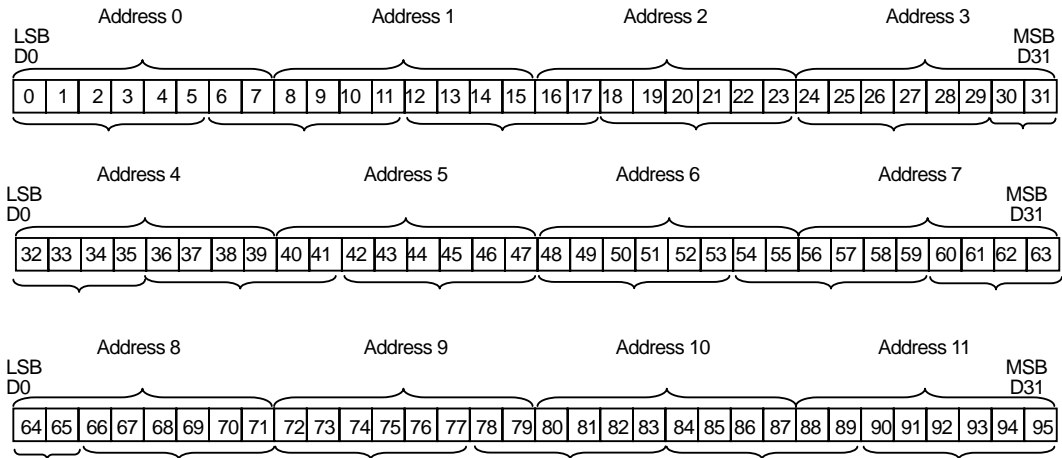 Address 0 Address 1 Address 2 Address 3
LSB MSB
D0 D31
0 1 2 3 4 5 6 7 8 9 10 11 12 13 14 15 16 17 18 19 20 21 22 23 24 25 26 27 28 29 30 31
Address 4 Address 5 Address 6 Address 7
LSB MSB
D0 D31
32 33 34 35 36 37 38 39 40 41 42 43 44 45 46 47 48 49 50 51 52 53 54 55 56 57 58 59 60 61 62 63
Address 8 Address 9 Address 10 Address 11
LSB MSB
D0 D31
64 65 66 67 68 69 70 71 72 73 74 75 76 77 78 79 80 81 82 83 84 85 86 87 88 89 90 91 92 93 94 95